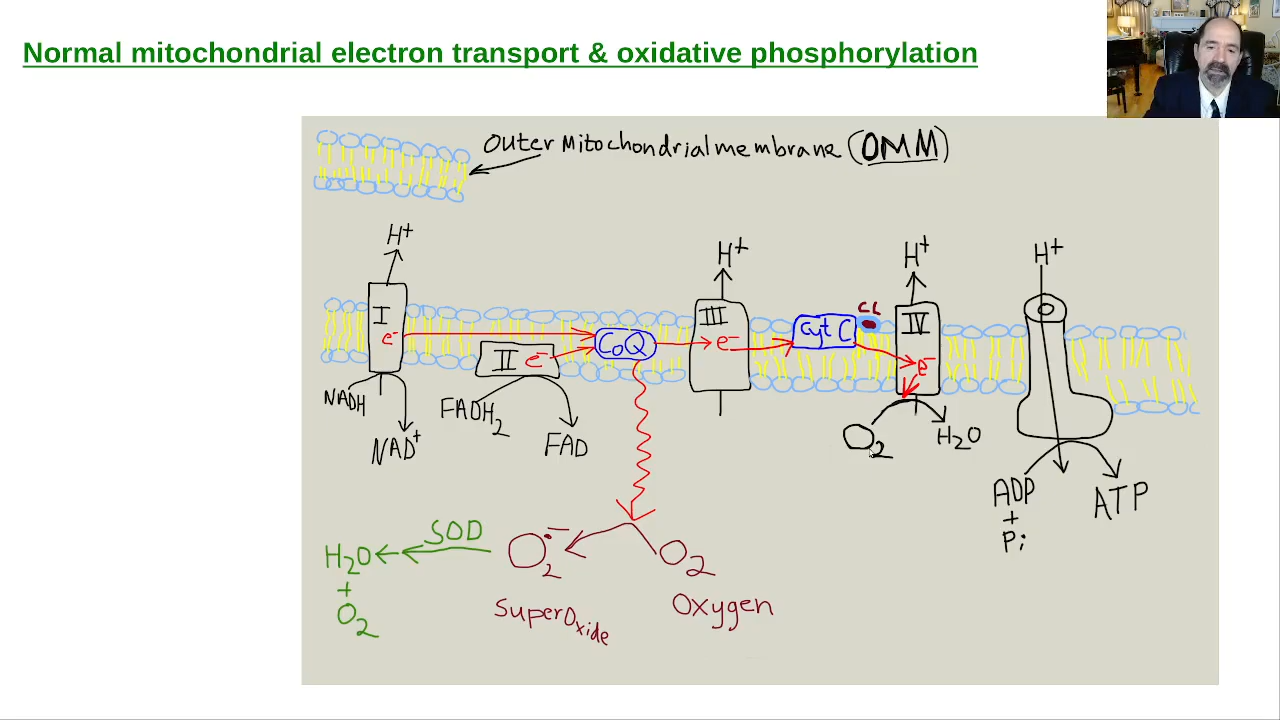 Normal mitochondrial electron transport & oxidative phosphorylation
Outer Mitochondrial membrane (OMM)
H+
H+
H+
H+
I
e-
II
e-
CoQ
III
e-
Cyt C
CL
IV
e-
NADH
NAD+
FADH2
FAD
O2
H2O
ADP
+
Pi
ATP
H2O
+
O2
SOD
O2•-
SuperOxide
O2
Oxygen